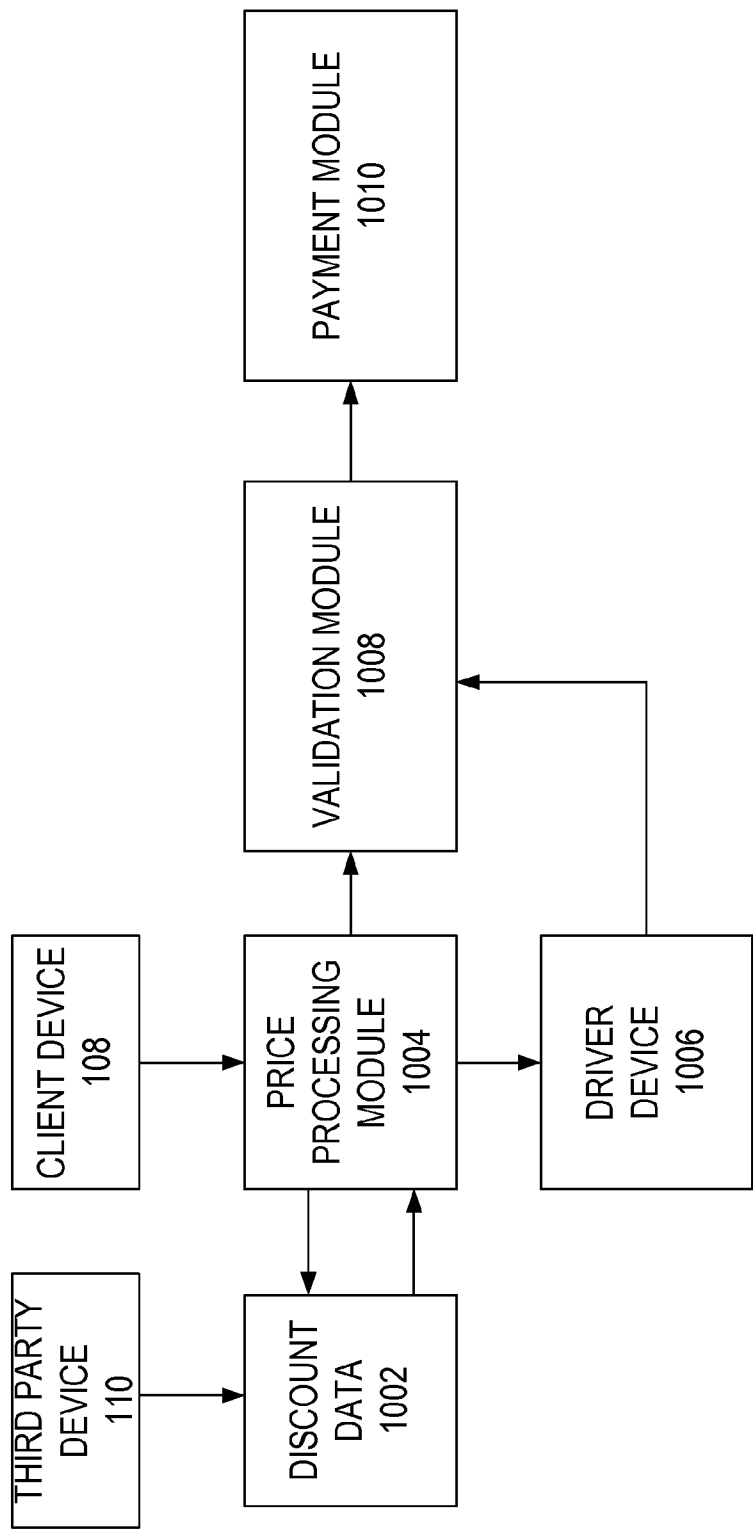 THIRD PARTY
DEVICE
110
CLIENT DEVICE
108
DISCOUNT
DATA
1002
PRICE
PROCESSING
MODULE
1004
VALIDATION MODULE
1008
PAYMENT MODULE
1010
DRIVER
DEVICE
1006